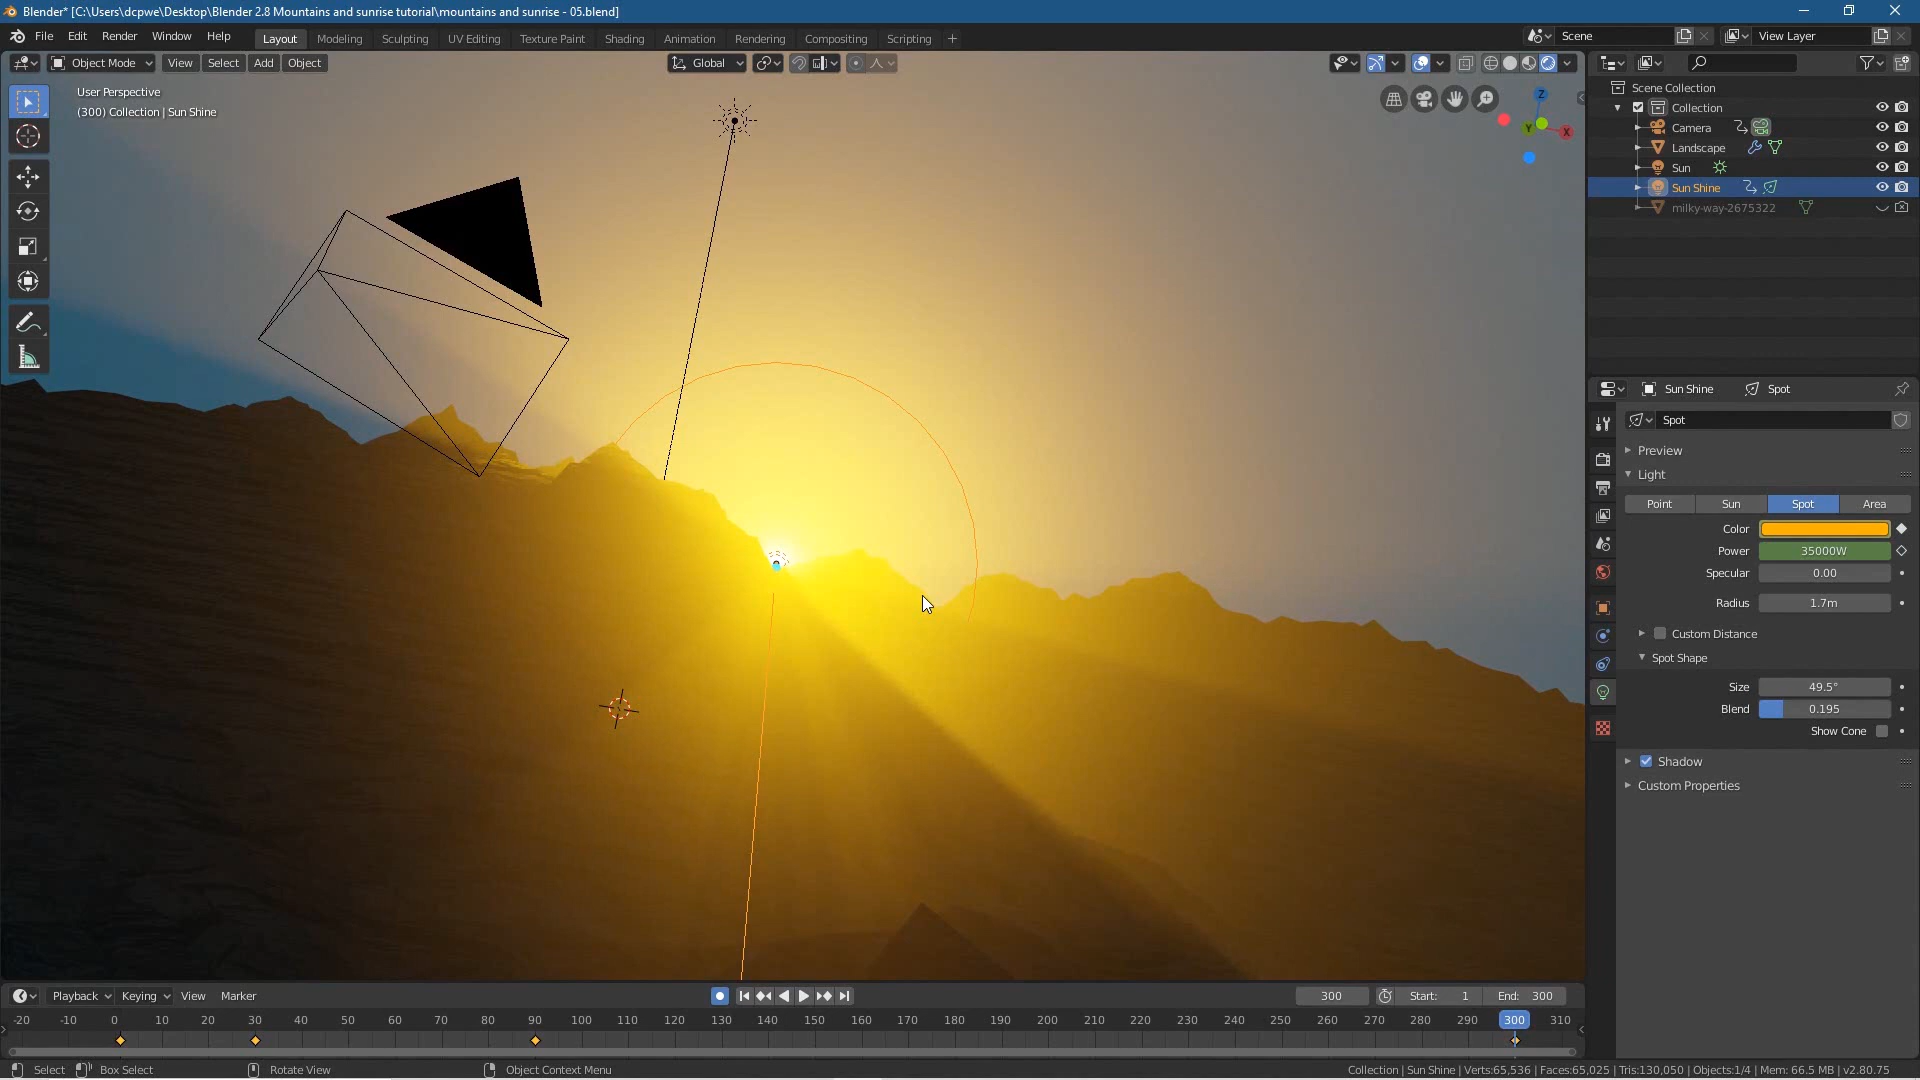 Blender* [C:\Users\dcpwe\Desktop\Blender 2.8 Mountains and sunrise tutorial\mountains and sunrise - 05.blend]
File Edit Render Window Help Layout Modeling Sculpting UV Editing Texture Paint Shading Animation Rendering Compositing Scripting + Scene View Layer
Object Mode View Select Add Object Global
User Perspective
(300) Collection | Sun Shine
Z
Y
X
Scene Collection
Collection
Camera
Landscape
Sun
Sun Shine
milky-way-2675322
Sun Shine Spot
Spot
Preview
Light
Point Sun Spot Area
Color
Power 35000W
Specular 0.00
Radius 1.7m
Custom Distance
Spot Shape
Size 49.5°
Blend 0.195
Show Cone
Shadow
Custom Properties
Playback Keying View Marker 300 Start: 1 End: 300
-20 -10 0 10 20 30 40 50 60 70 80 90 100 110 120 130 140 150 160 170 180 190 200 210 220 230 240 250 260 270 280 290 300 310
Select Box Select Rotate View Object Context Menu Collection | Sun Shine | Verts:65,536 | Faces:65,025 | Tris:130,050 | Objects:1/4 | Mem: 66.5 MB | v2.80.75